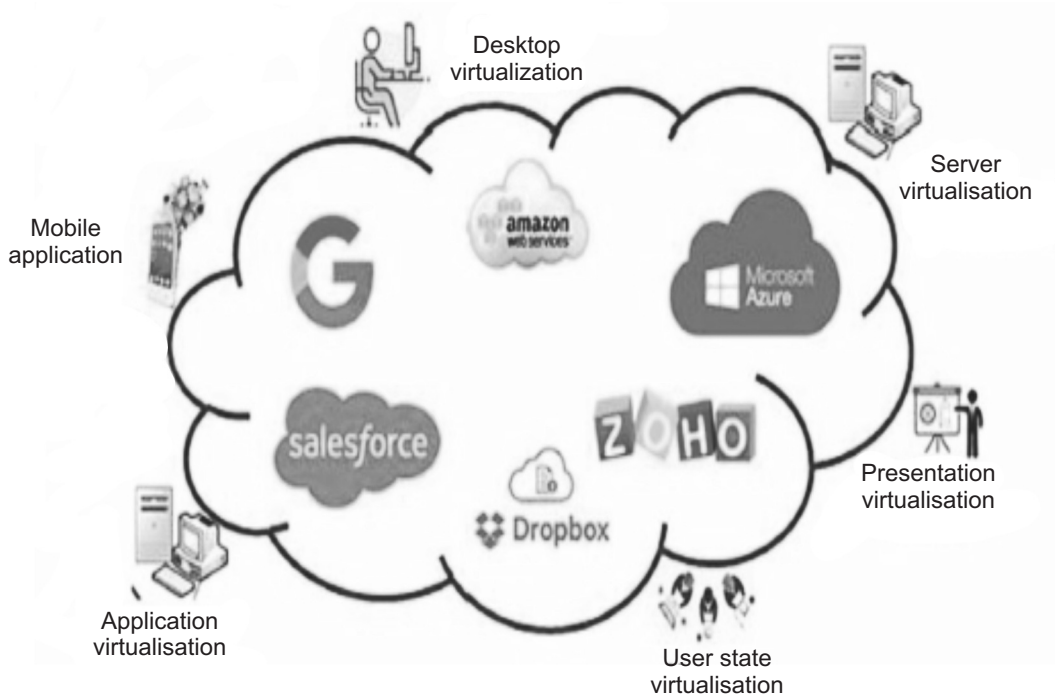 Desktop
virtualization
Server
virtualisation
Mobile
application
amazon
web services
Microsoft
Azure
salesforce
ZOHO
Dropbox
Presentation
virtualisation
Application
virtualisation
User state
virtualisation